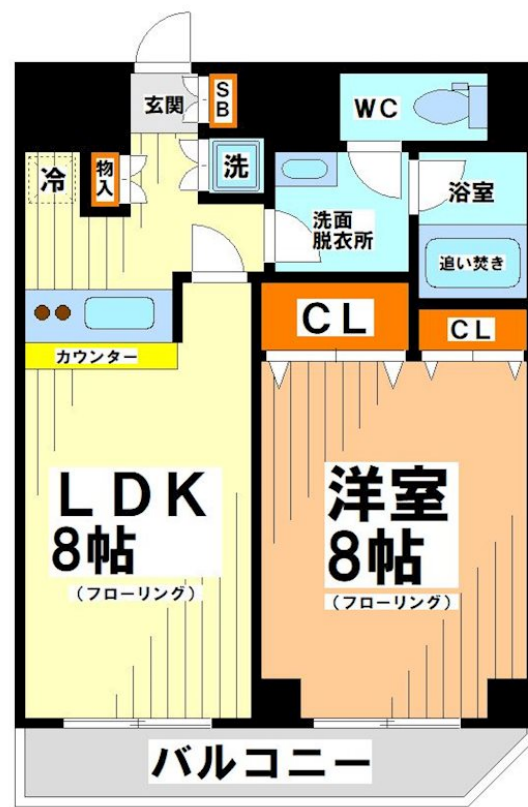 玄関
SB
WC
冷
物入
洗
洗面
脱衣所
浴室
追い焚き
カウンター
CL
CL
LDK
8帖
(フローリング)
洋室
8帖
(フローリング)
バルコニー